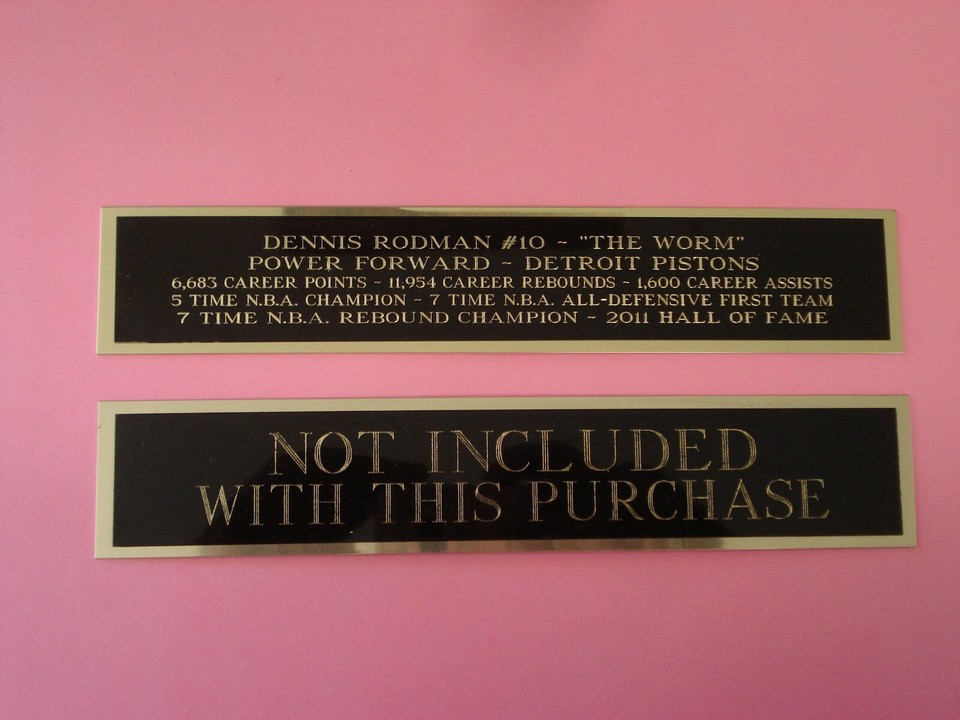 DENNIS RODMAN #10 ~ "THE WORM"
POWER FORWARD ~ DETROIT PISTONS
6,683 CAREER POINTS ~ 11,954 CAREER REBOUNDS ~ 1,600 CAREER ASSISTS
5 TIME N.B.A. CHAMPION ~ 7 TIME N.B.A. ALL-DEFENSIVE FIRST TEAM
7 TIME N.B.A. REBOUND CHAMPION ~ 2011 HALL OF FAME
NOT INCLUDED
WITH THIS PURCHASE